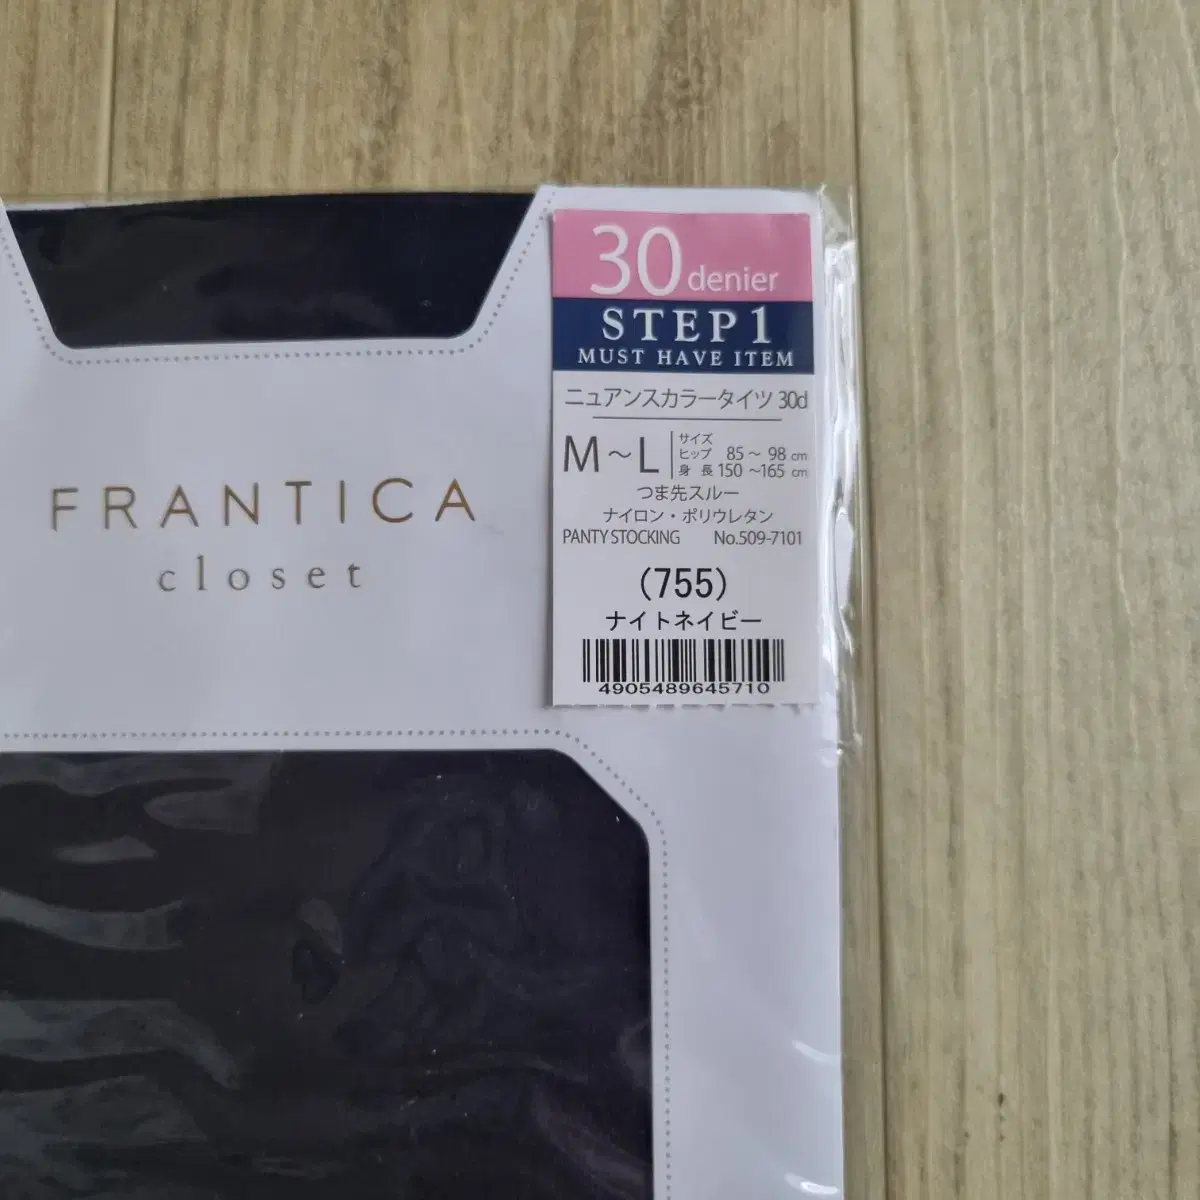 FRANTICA
closet
30 denier
STEP1
MUST HAVE ITEM
ニュアンスカラータイツ 30d
M～L
サイズ
ヒップ 85～ 98 cm
身 長 150 ～165 cm
つま先スルー
ナイロン・ポリウレタン
PANTY STOCKING No.509-7101
(755)
ナイトネイビー
4905489645710